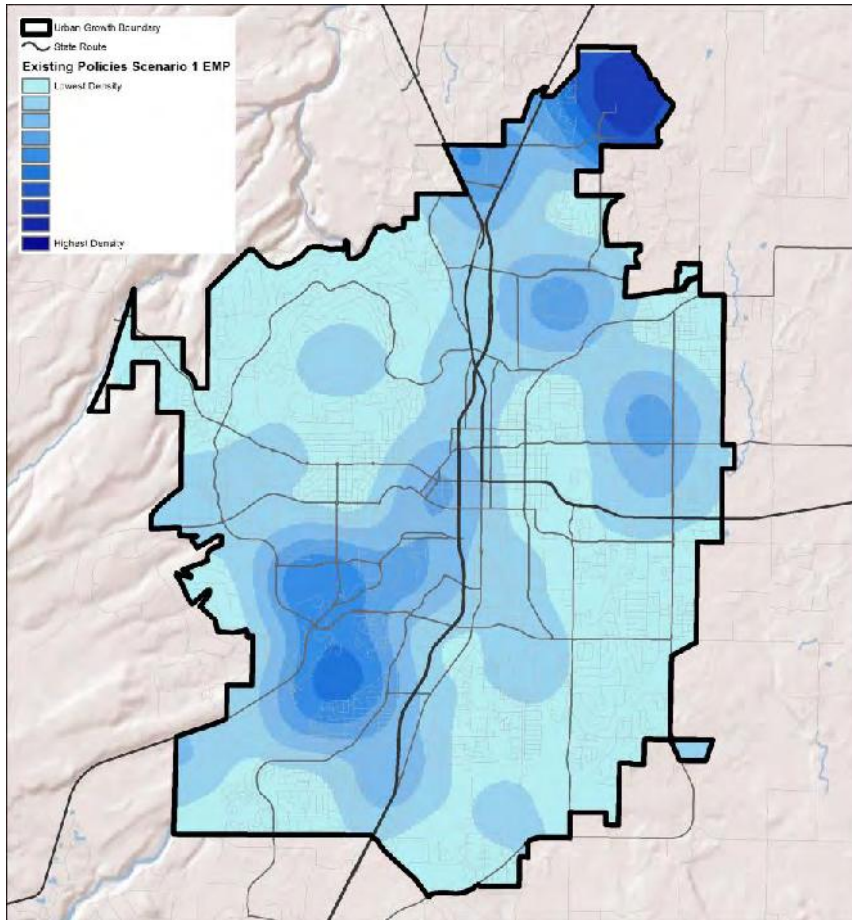 Urban Growth Boundary
State Route
Existing Policies Scenario 1 EMP
Lowest Density
Highest Density